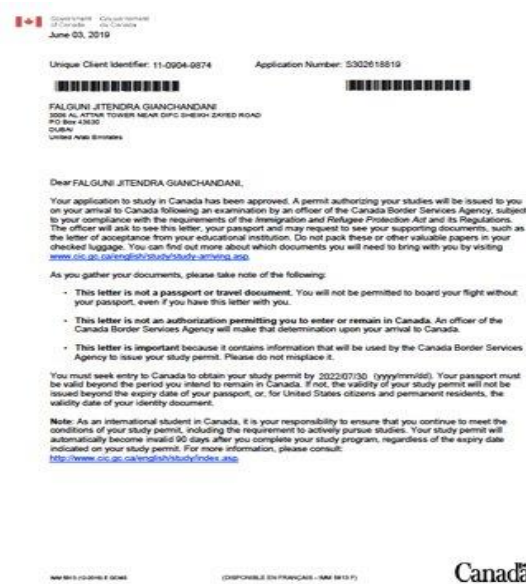 Government Gouvernement
of Canada du Canada
June 03, 2019
Unique Client Identifier: 11-0904-9874 Application Number: S302618819
FALGUNI JITENDRA GIANCHANDANI
3006 AL ATTAR TOWER NEAR DIFC SHEIKH ZAYED ROAD
PO Box 43630
DUBAI
United Arab Emirates
Dear FALGUNI JITENDRA GIANCHANDANI,
Your application to study in Canada has been approved. A permit authorizing your studies will be issued to you
on your arrival to Canada following an examination by an officer of the Canada Border Services Agency, subject
to your compliance with the requirements of the Immigration and Refugee Protection Act and its Regulations.
The officer will ask to see this letter, your passport and may request to see your supporting documents, such as
the letter of acceptance from your educational institution. Do not pack these or other valuable papers in your
checked luggage. You can find out more about which documents you will need to bring with you by visiting
www.cic.gc.ca/english/study/study-arriving.asp.
As you gather your documents, please take note of the following:
- This letter is not a passport or travel document. You will not be permitted to board your flight without
your passport, even if you have this letter with you.
- This letter is not an authorization permitting you to enter or remain in Canada. An officer of the
Canada Border Services Agency will make that determination upon your arrival to Canada.
- This letter is important because it contains information that will be used by the Canada Border Services
Agency to issue your study permit. Please do not misplace it.
You must seek entry to Canada to obtain your study permit by 2022/07/30 (yyyy/mm/dd). Your passport must
be valid beyond the period you intend to remain in Canada. If not, the validity of your study permit will not be
issued beyond the expiry date of your passport, or, for United States citizens and permanent residents, the
validity date of your identity document.
Note: As an international student in Canada, it is your responsibility to ensure that you continue to meet the
conditions of your study permit, including the requirement to actively pursue studies. Your study permit will
automatically become invalid 90 days after you complete your study program, regardless of the expiry date
indicated on your study permit. For more information, please consult:
http://www.cic.gc.ca/english/study/index.asp.
(DISPONIBLE EN FRANÇAIS - IMM 5813 F)
Canada